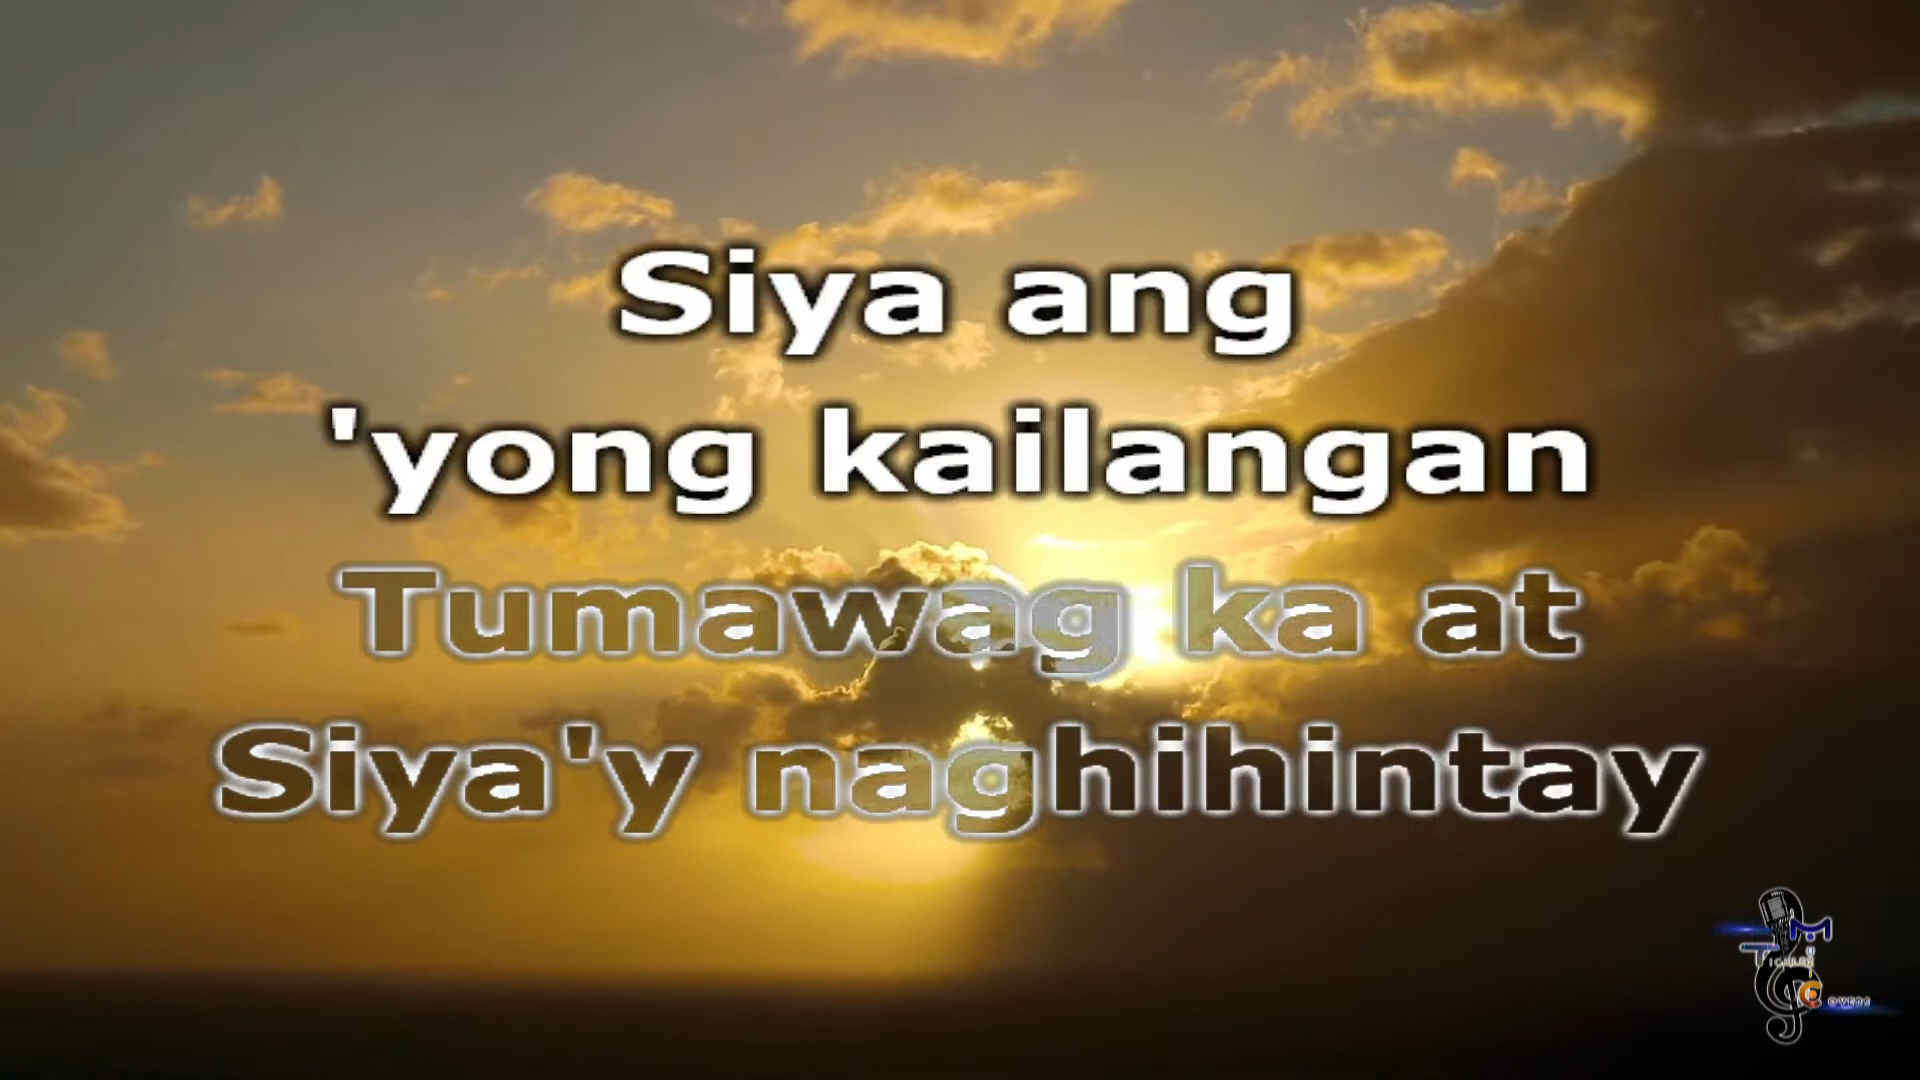 Siya ang
'yong kailangan
Tumawag ka at
Siya'y naghihintay